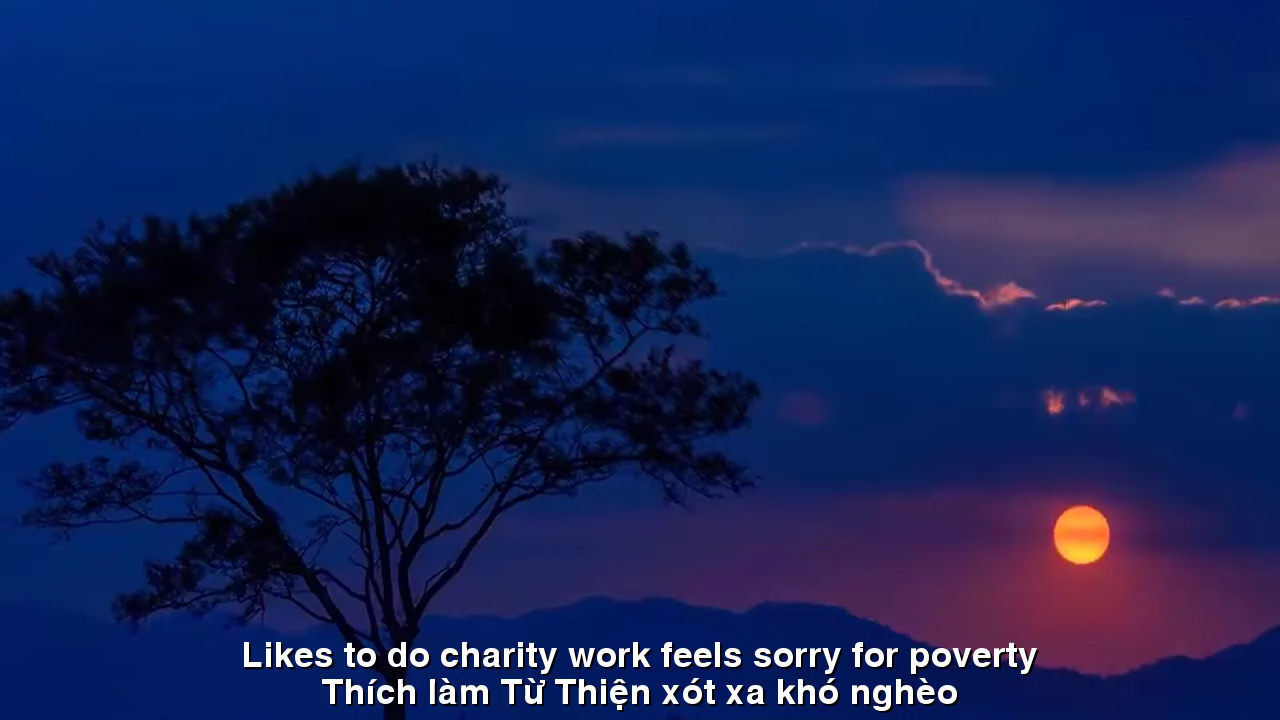 Likes to do charity work feels sorry for poverty
Thích làm Từ Thiện xót xa khó nghèo